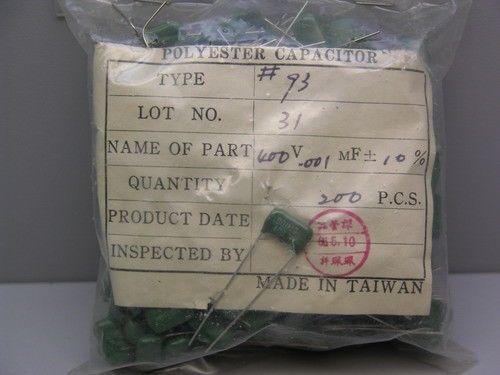 POLYESTER CAPACITOR
TYPE # 93
LOT NO. 31
NAME OF PART 400V .001 MF± 10%
QUANTITY 200 P.C.S.
PRODUCT DATE
INSPECTED BY
MADE IN TAIWAN